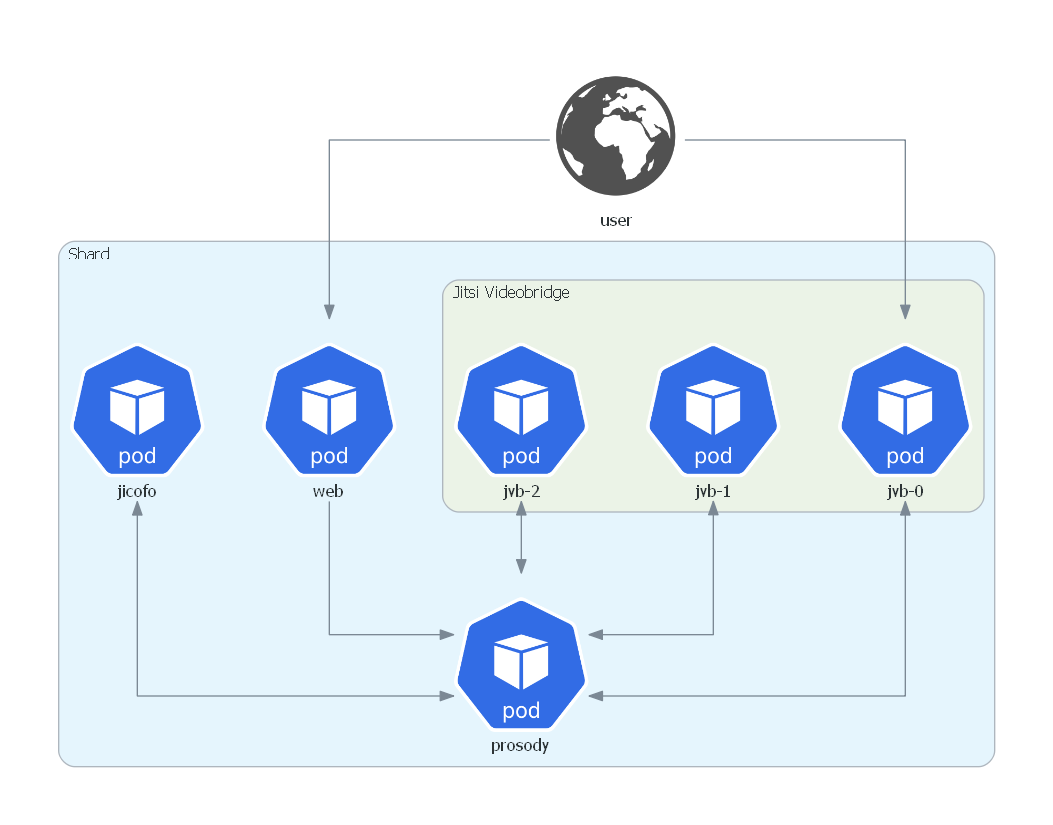 user
Shard
Jitsi Videobridge
pod
pod
pod
pod
pod
jicofo
web
jvb-2
jvb-1
jvb-0
pod
prosody